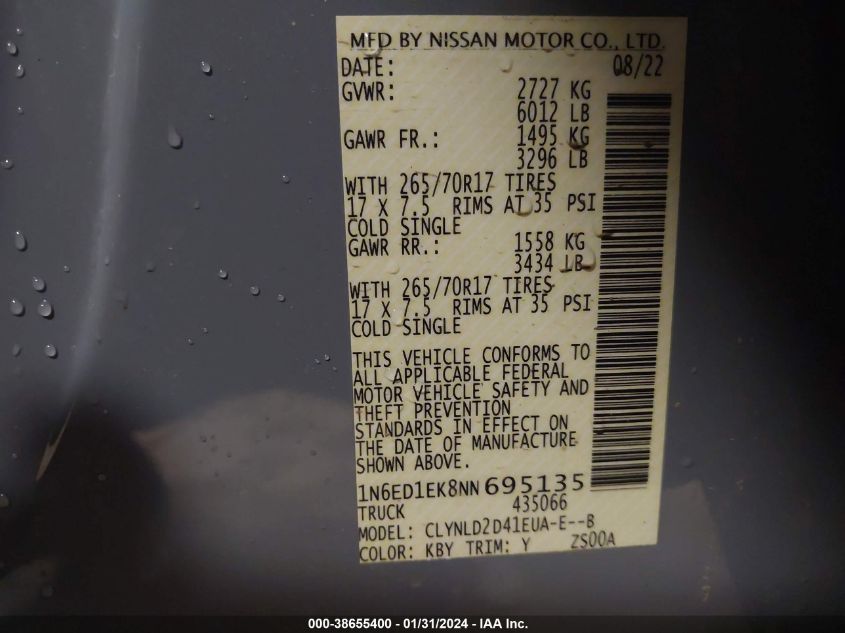 MFD BY NISSAN MOTOR CO., LTD.
DATE: 08/22
GVWR: 2727 KG
6012 LB
GAWR FR.: 1495 KG
3296 LB
WITH 265/70R17 TIRES
17 X 7.5 RIMS AT 35 PSI
COLD SINGLE
GAWR RR.: 1558 KG
3434 LB
WITH 265/70R17 TIRES
17 X 7.5 RIMS AT 35 PSI
COLD SINGLE
THIS VEHICLE CONFORMS TO
ALL APPLICABLE FEDERAL
MOTOR VEHICLE SAFETY AND
THEFT PREVENTION
STANDARDS IN EFFECT ON
THE DATE OF MANUFACTURE
SHOWN ABOVE.
1N6ED1EK8NN695135
TRUCK 435066
MODEL: CLYNLD2D41EUA-E--B
COLOR: KBY TRIM: Y ZS00A
000-38655400 - 01/31/2024 - IAA Inc.